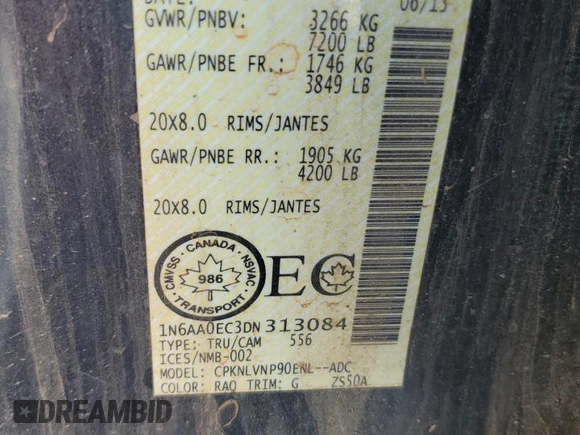 DATE: 06/13
GVWR/PNBV: 3266 KG
7200 LB
GAWR/PNBE FR.: 1746 KG
3849 LB
20X8.0 RIMS/JANTES
GAWR/PNBE RR.: 1905 KG
4200 LB
20X8.0 RIMS/JANTES
CMVSS · CANADA · NSVAC
986
TRANSPORT
EC
1N6AA0EC3DN313084
TYPE: TRU/CAM 556
ICES/NMB-002
MODEL: CPKNLVNP90ENL--ADC
COLOR: RAQ TRIM: G ZS50A
DREAMBID